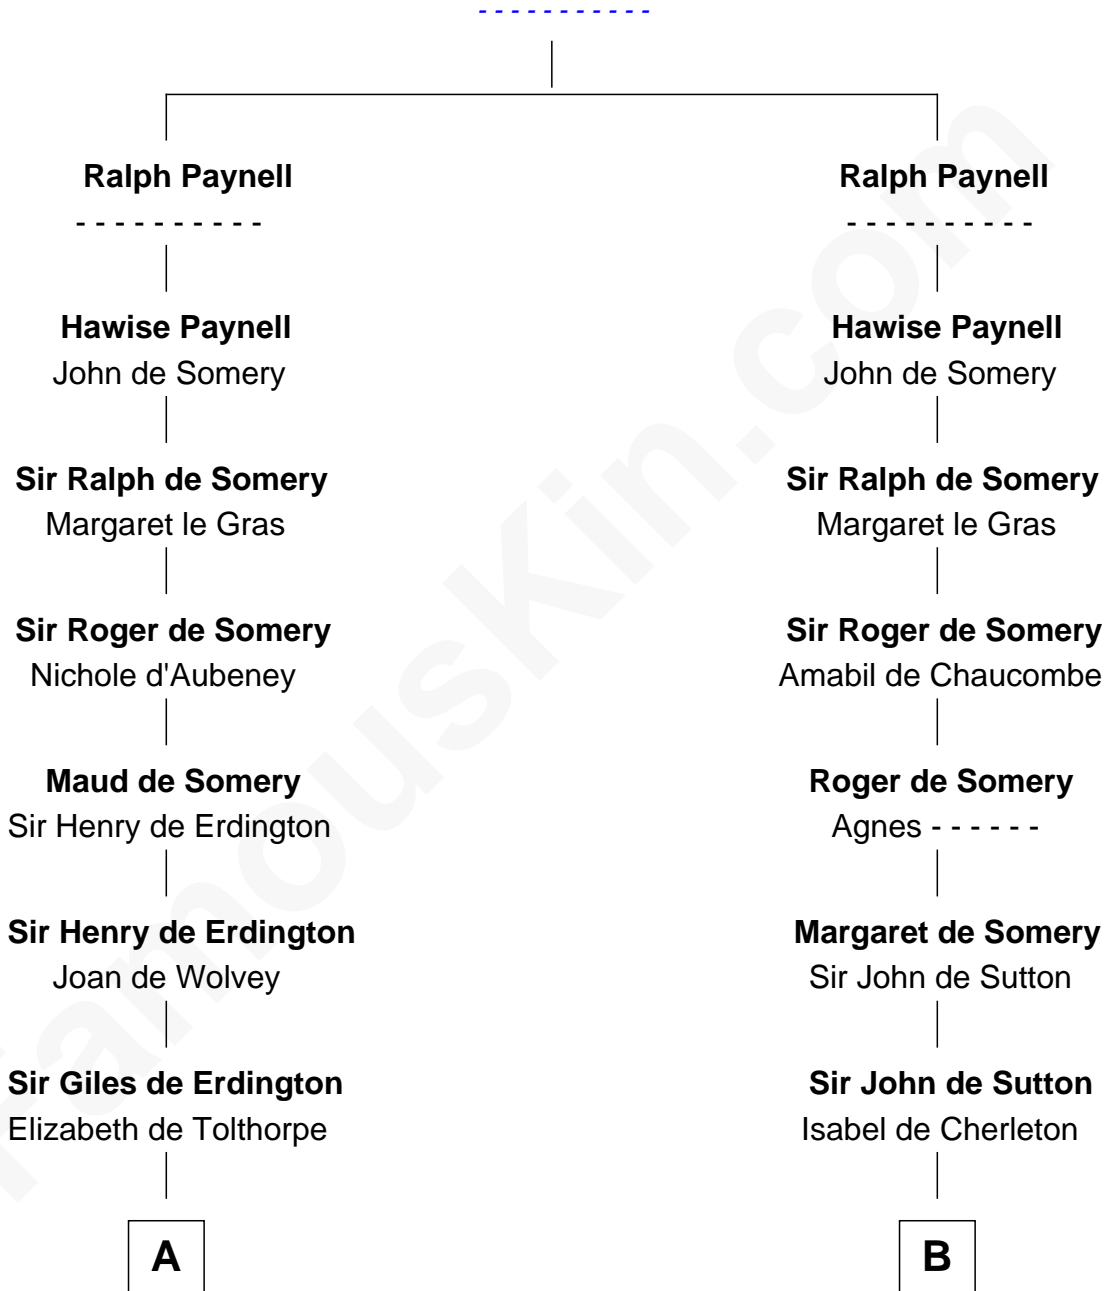 - - - - - - - - - - -
Ralph Paynell
- - - - - - - - - -
Hawise Paynell
John de Somery
Sir Ralph de Somery
Margaret le Gras
Sir Roger de Somery
Nichole d'Aubeney
Maud de Somery
Sir Henry de Erdington
Sir Henry de Erdington
Joan de Wolvey
Sir Giles de Erdington
Elizabeth de Tolthorpe
A
Ralph Paynell
- - - - - - - - - -
Hawise Paynell
John de Somery
Sir Ralph de Somery
Margaret le Gras
Sir Roger de Somery
Amabil de Chaucombe
Roger de Somery
Agnes - - - - - -
Margaret de Somery
Sir John de Sutton
Sir John de Sutton
Isabel de Cherleton
B
FamousKin.com